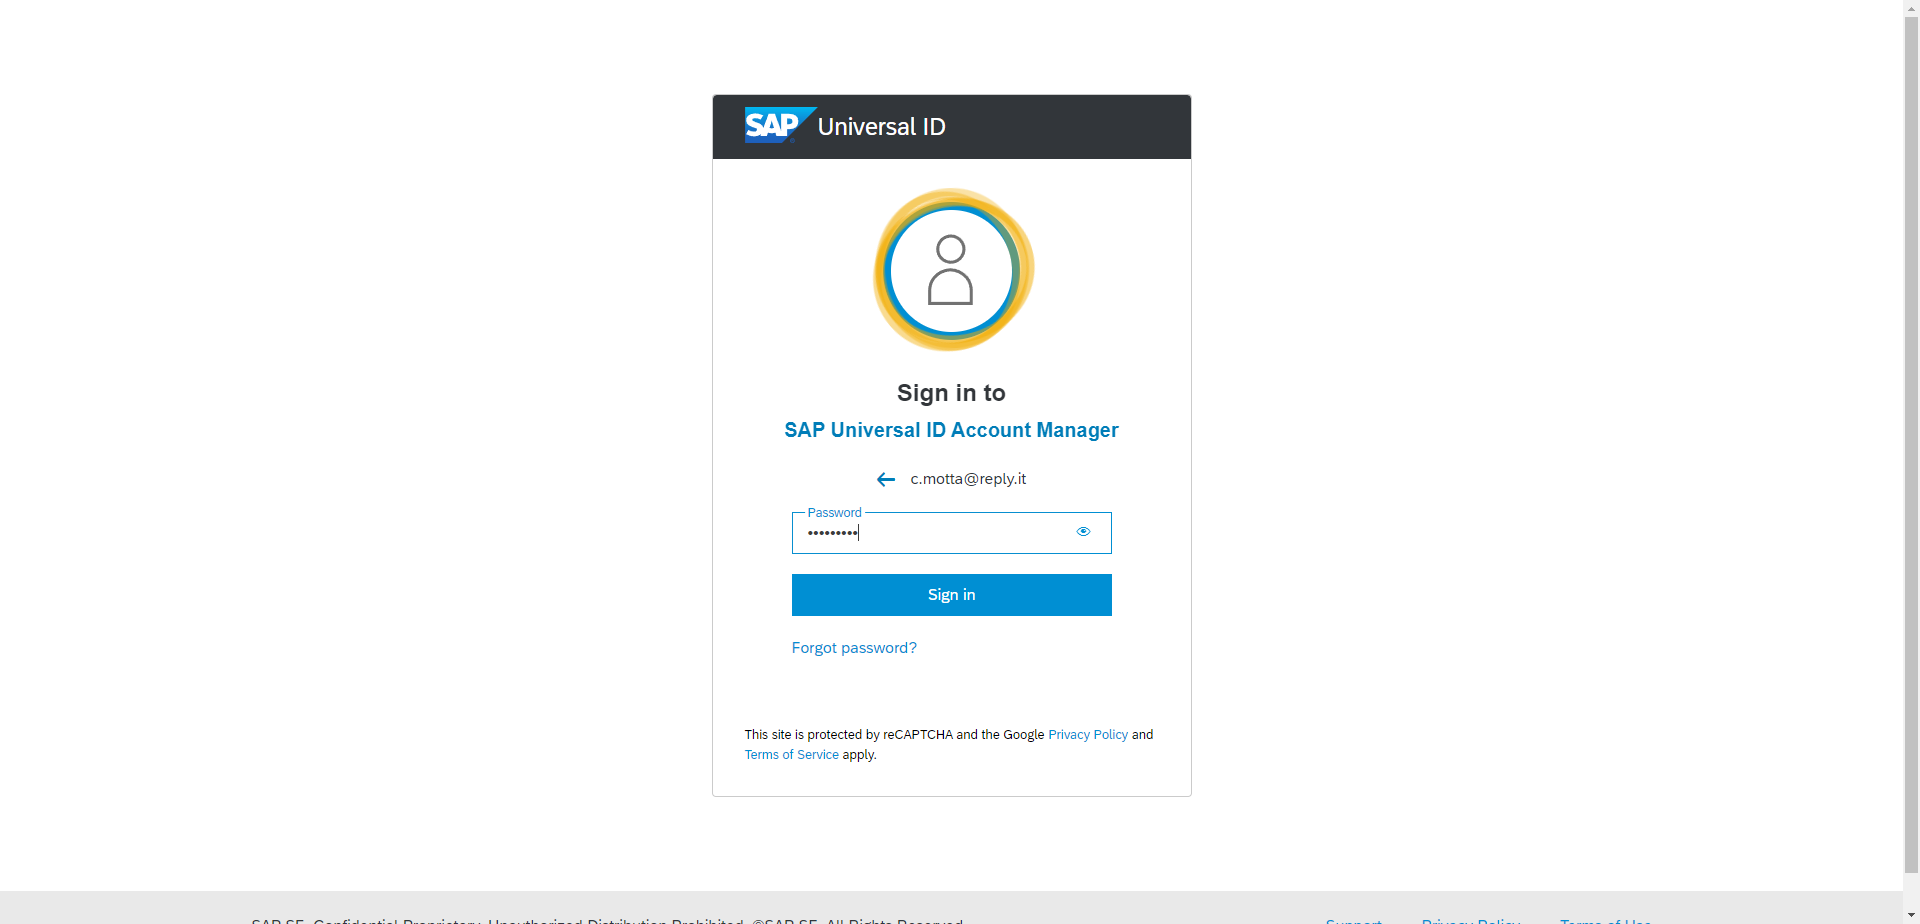 SAP Universal ID
Sign in to
SAP Universal ID Account Manager
c.motta@reply.it
Password
•••••••••
Sign in
Forgot password?
This site is protected by reCAPTCHA and the Google Privacy Policy and
Terms of Service apply.
SAP SE, Confidential Proprietary, Unauthorized Distribution Prohibited. ©SAP SE. All Rights Reserved Support Privacy Policy Terms of Use